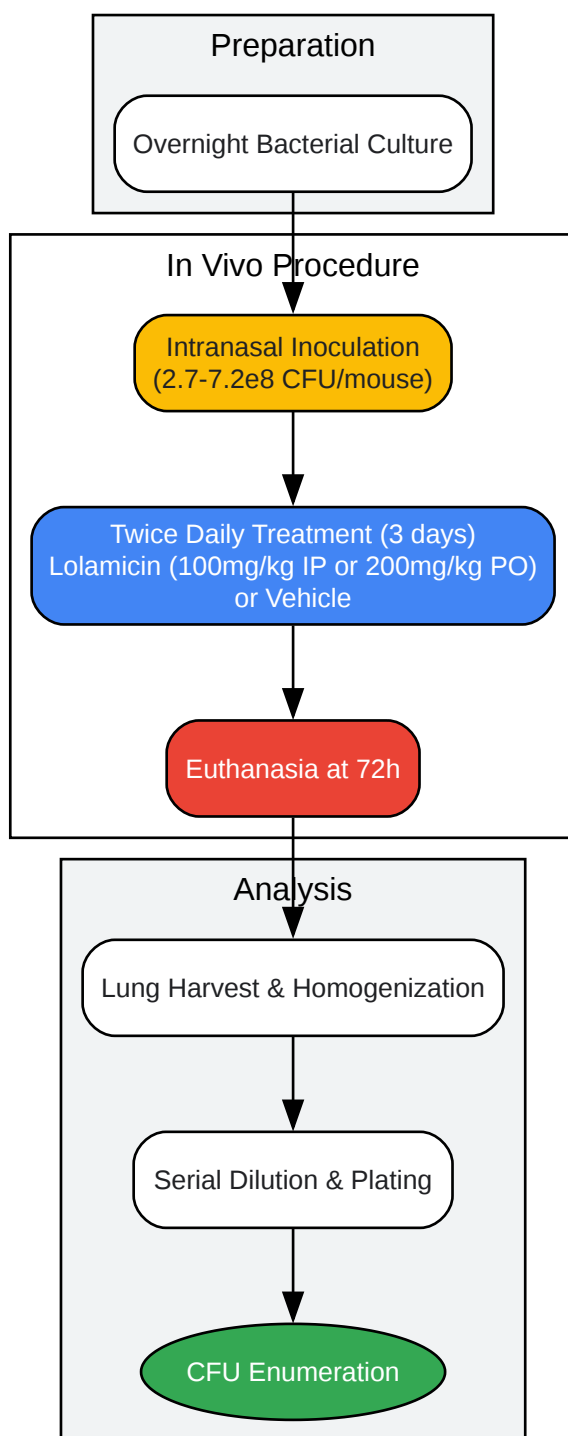 Preparation
Overnight Bacterial Culture
In Vivo Procedure
Intranasal Inoculation
(2.7-7.2e8 CFU/mouse)
Twice Daily Treatment (3 days)
Lolamicin (100mg/kg IP or 200mg/kg PO)
or Vehicle
Euthanasia at 72h
Analysis
Lung Harvest & Homogenization
Serial Dilution & Plating
CFU Enumeration